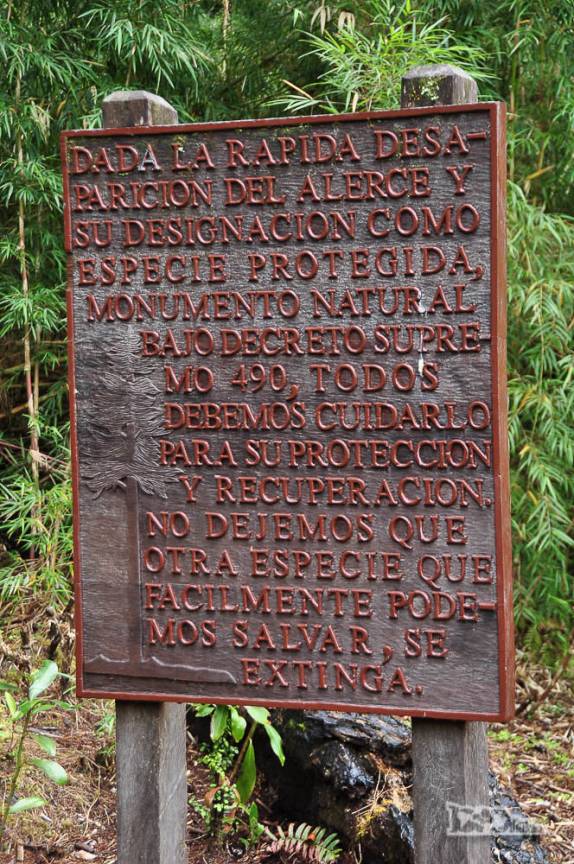 DADA LA RAPIDA DESA-
PARICION DEL ALERCE Y
SU DESIGNACION COMO
ESPECIE PROTEGIDA,
MONUMENTO NATURAL
BAJO DECRETO SUPRE
MO 490, TODOS
DEBEMOS CUIDARLO
PARA SU PROTECCION
Y RECUPERACION.
NO DEJEMOS QUE
OTRA ESPECIE QUE
FACILMENTE PODE-
MOS SALVAR, SE
EXTINGA.